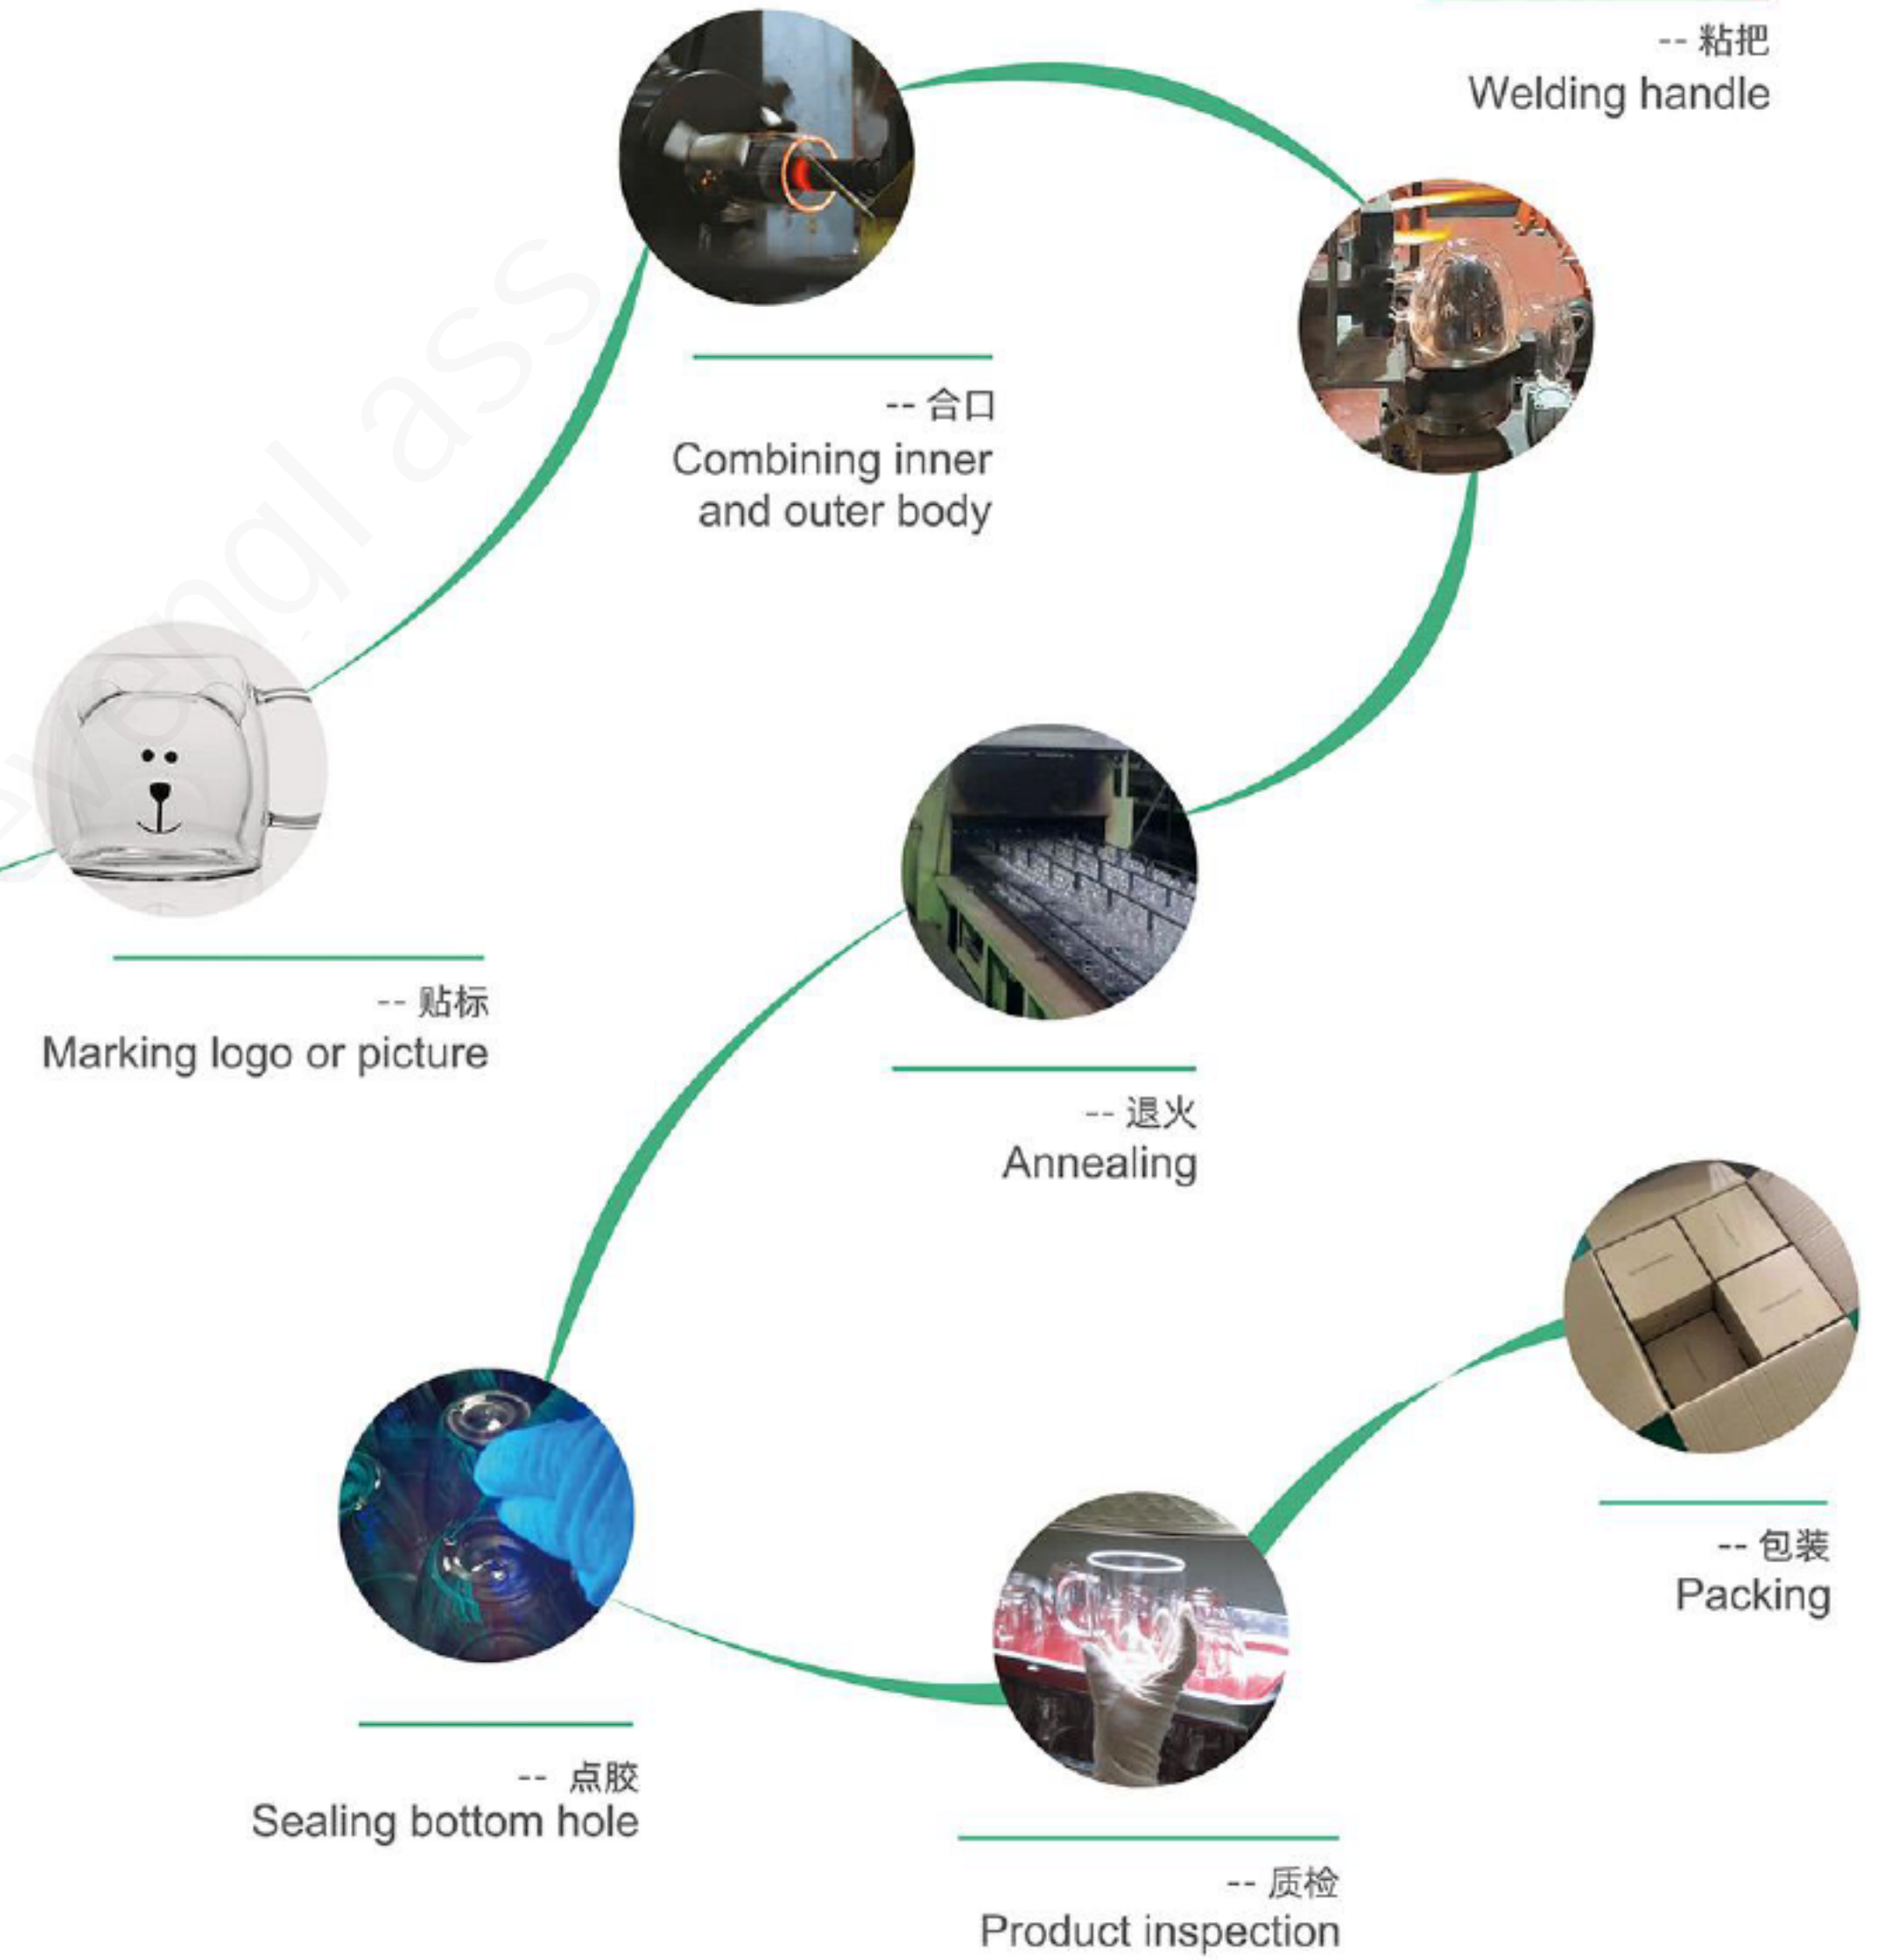 -- 粘把
Welding handle
-- 合口
Combining inner
and outer body
-- 贴标
Marking logo or picture
-- 退火
Annealing
-- 包装
Packing
-- 点胶
Sealing bottom hole
-- 质检
Product inspection